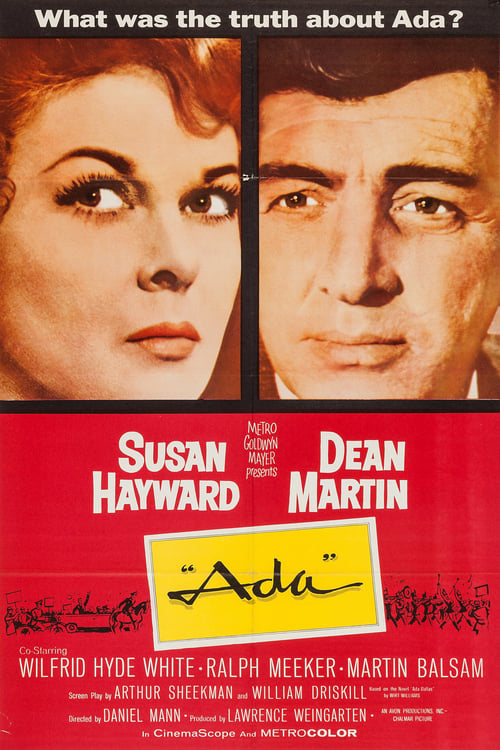 What was the truth about Ada?
METRO
GOLDWYN
MAYER
presents
SUSAN
HAYWARD
DEAN
MARTIN
"Ada"
Co-Starring
WILFRID HYDE WHITE · RALPH MEEKER · MARTIN BALSAM
Screen Play by ARTHUR SHEEKMAN and WILLIAM DRISKILL Based on the Novel "Ada Dallas"
by WIRT WILLIAMS
Directed by DANIEL MANN · Produced by LAWRENCE WEINGARTEN · AN AVON PICTURES, INC.-
CHALMAR PICTURE
In CinemaScope And METROCOLOR